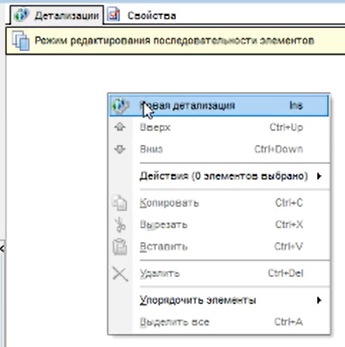 Детализации Свойства
Режим редактирования последовательности элементов
Новая детализация Ins
Вверх Ctrl+Up
Вниз Ctrl+Down
Действия (0 элементов выбрано)
Копировать Ctrl+C
Вырезать Ctrl+X
Вставить Ctrl+V
Удалить Ctrl+Del
Упорядочить элементы
Выделить все Ctrl+A